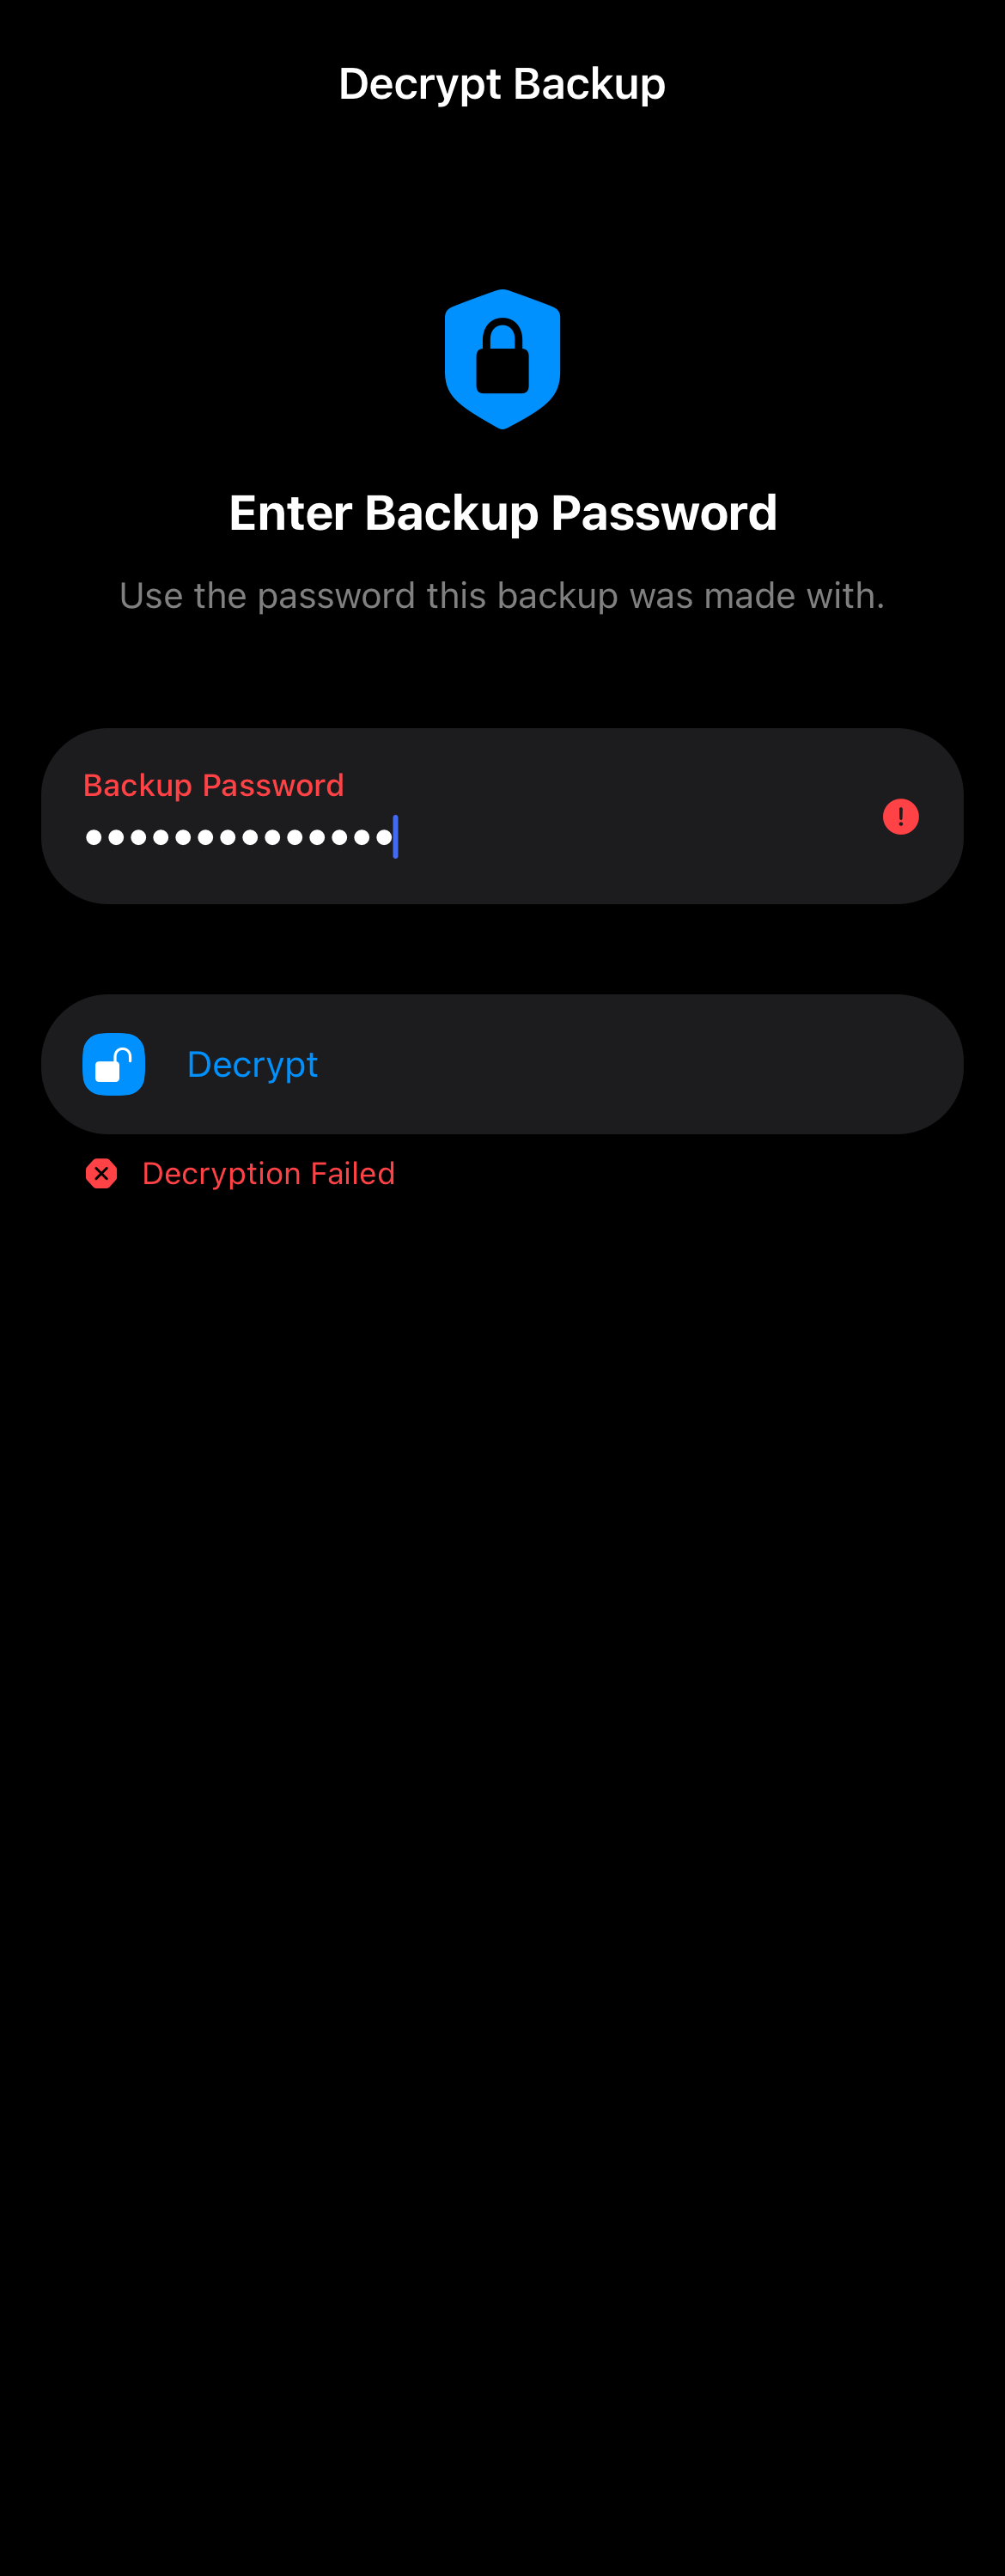 Decrypt Backup
Enter Backup Password
Use the password this backup was made with.
Backup Password
●●●●●●●●●●●●●●
Decrypt
Decryption Failed